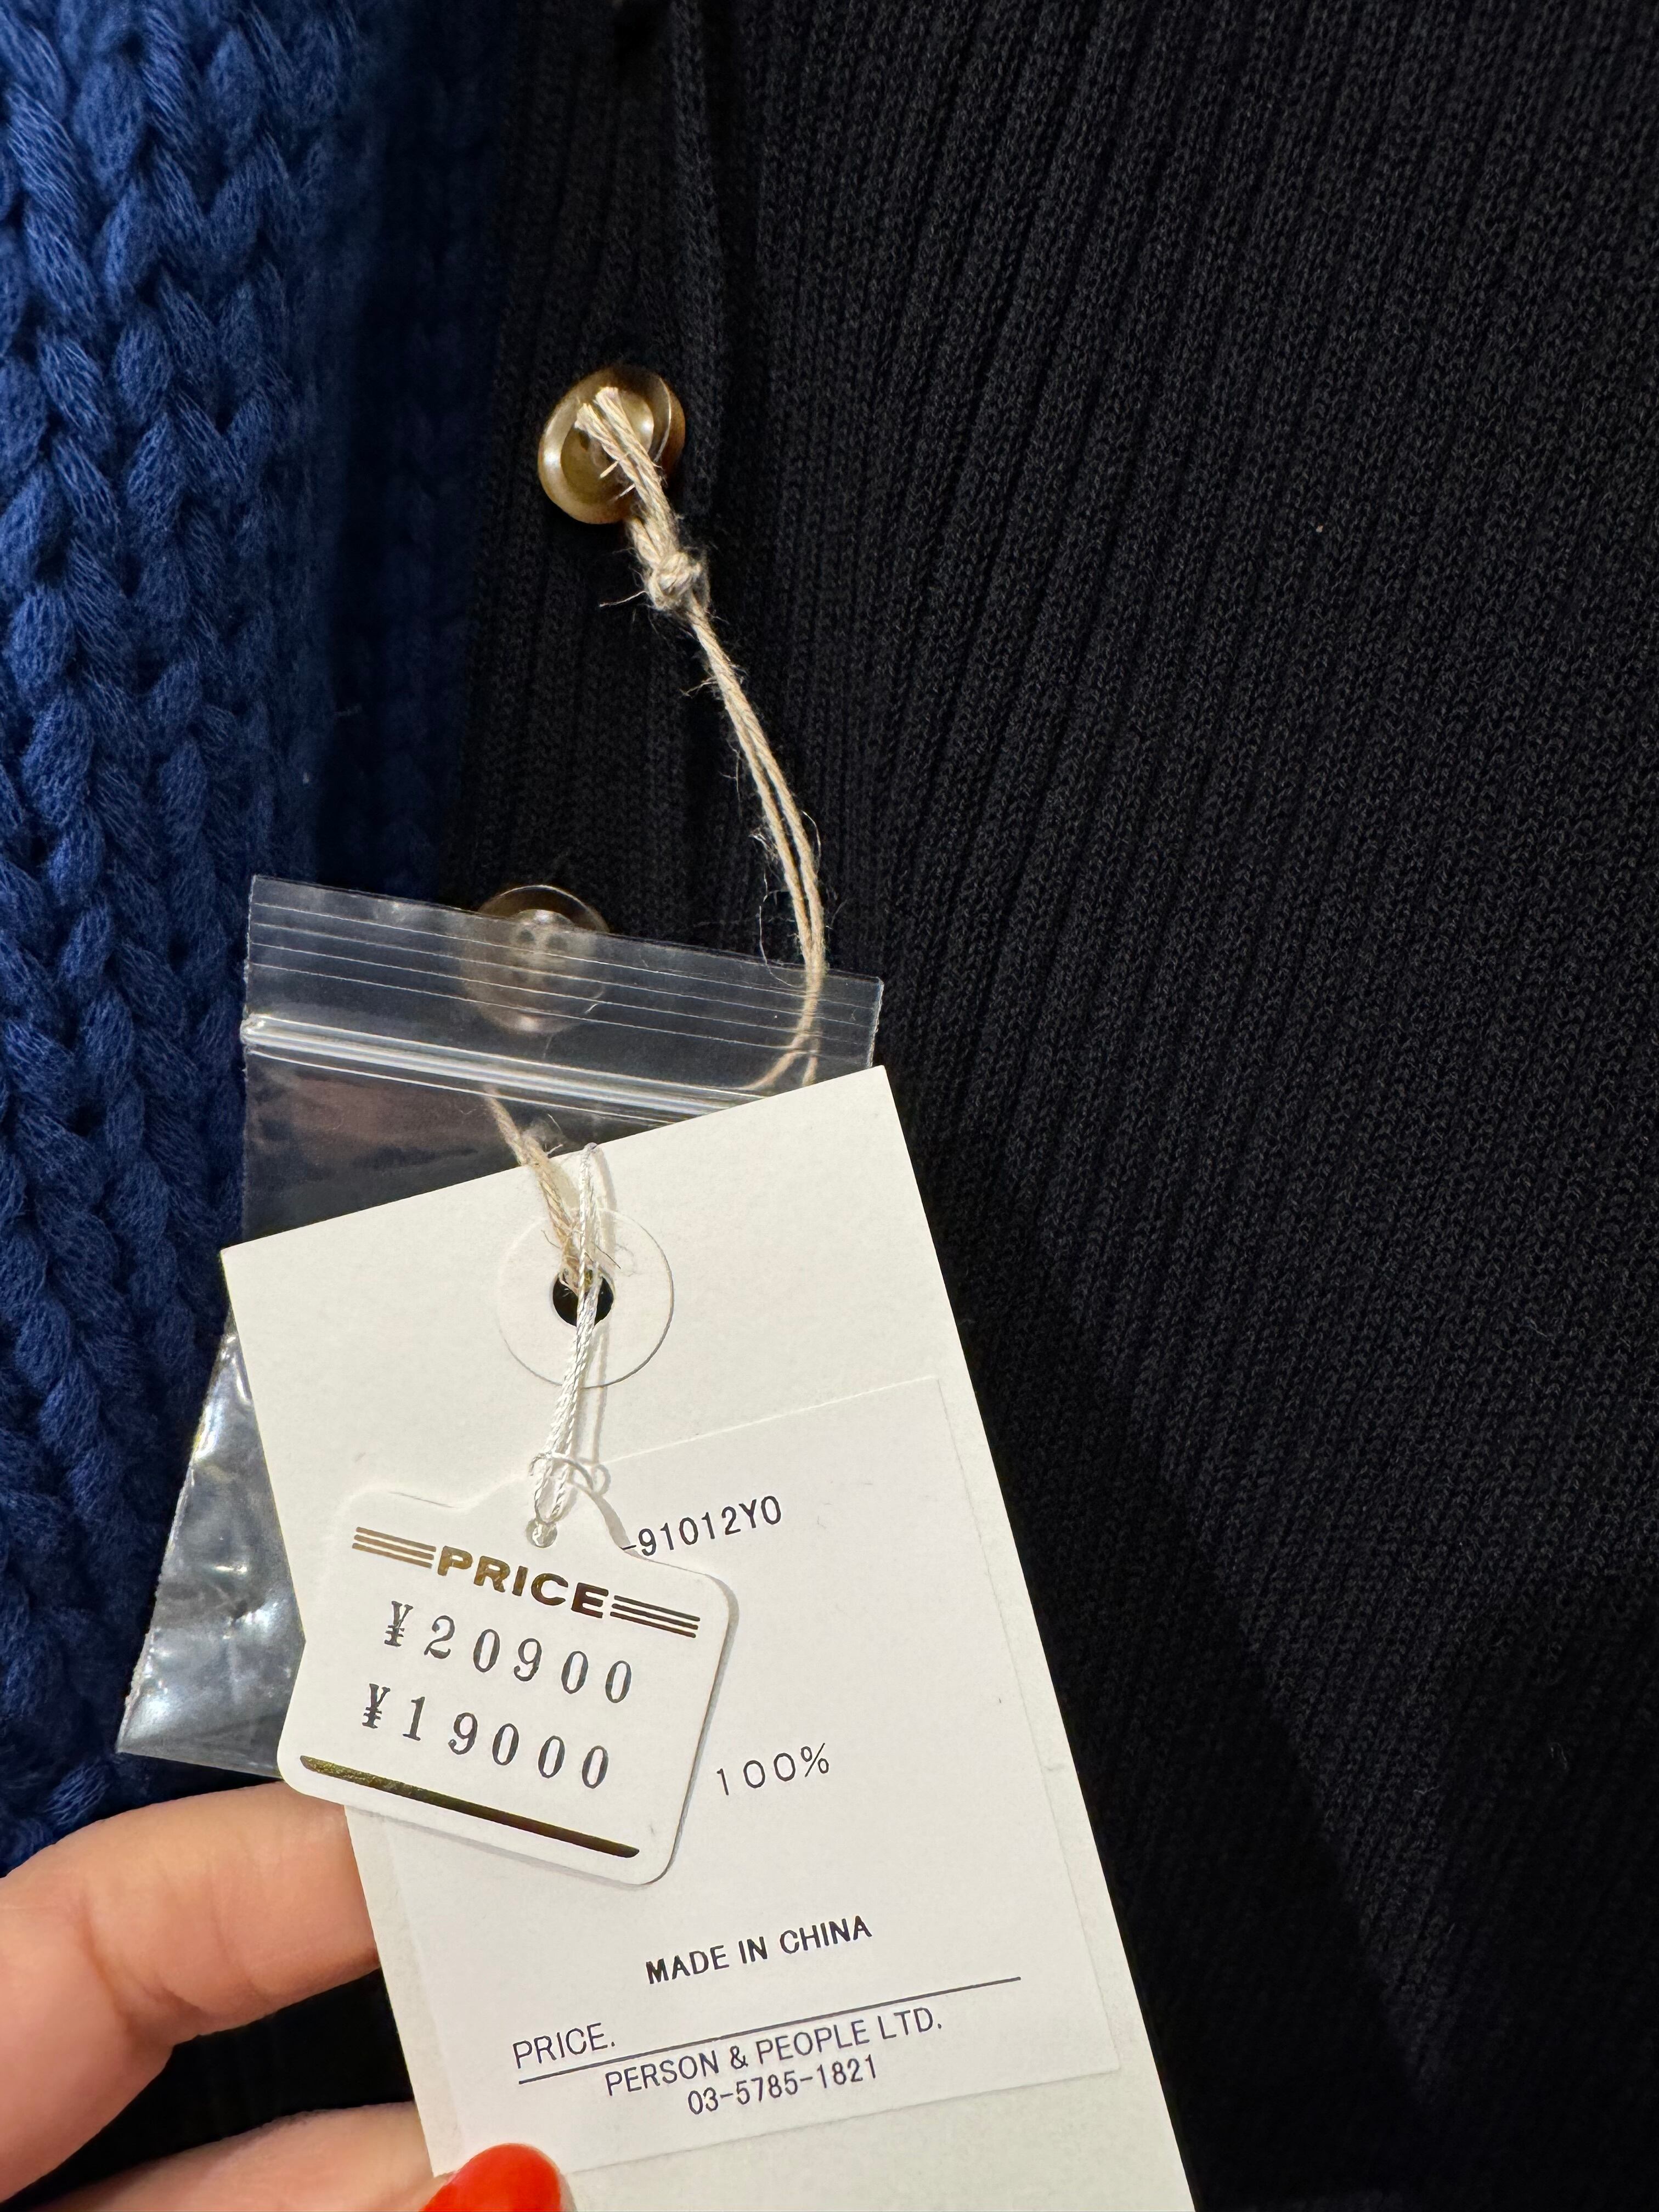 -91012Y0
PRICE
¥20900
¥19000
100%
MADE IN CHINA
PRICE.
PERSON & PEOPLE LTD.
03-5785-1821